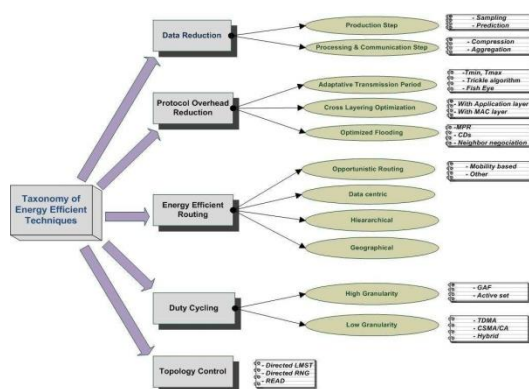 Taxonomy of
Energy Efficient
Techniques
Data Reduction
Production Step
- Sampling
- Prediction
Processing & Communication Step
- Compression
- Aggregation
Protocol Overhead
Reduction
Adaptative Transmission Period
-Tmin, Tmax
- Trickle algorithm
- Fish Eye
Cross Layering Optimization
- With Application layer
- With MAC layer
Optimized Flooding
-MPR
- CDs
- Neighbor negociation
Energy Efficient
Routing
Opportunistic Routing
- Mobility based
- Other
Data centric
Hiearchical
Geographical
Duty Cycling
High Granularity
- GAF
- Active set
Low Granularity
- TDMA
- CSMA/CA
- Hybrid
Topology Control
- Directed LMST
- Directed RNG
- READ